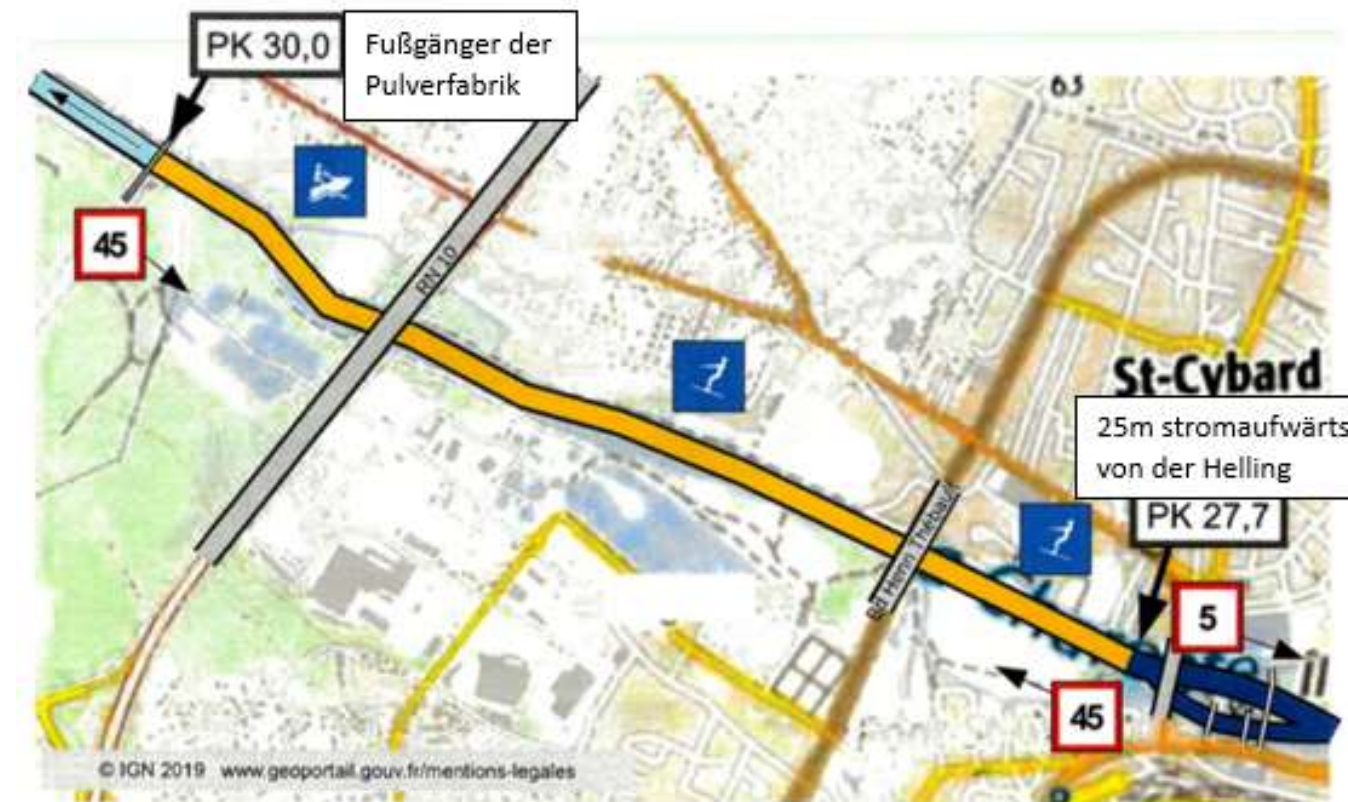 PK 30,0
Fußgänger der
Pulverfabrik
63
45
RN 10
St-Cybard
25m stromaufwärts
von der Helling
PK 27,7
Bd Henri Thébault
5
45
© IGN 2019 www.geoportail.gouv.fr/mentions-legales